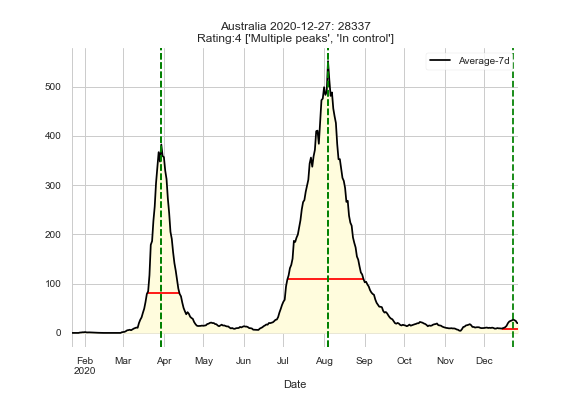 Australia 2020-12-27: 28337
Rating:4 ['Multiple peaks', 'In control']
Average-7d
500
400
300
200
100
0
Feb Mar Apr May Jun Jul Aug Sep Oct Nov Dec
2020
Date